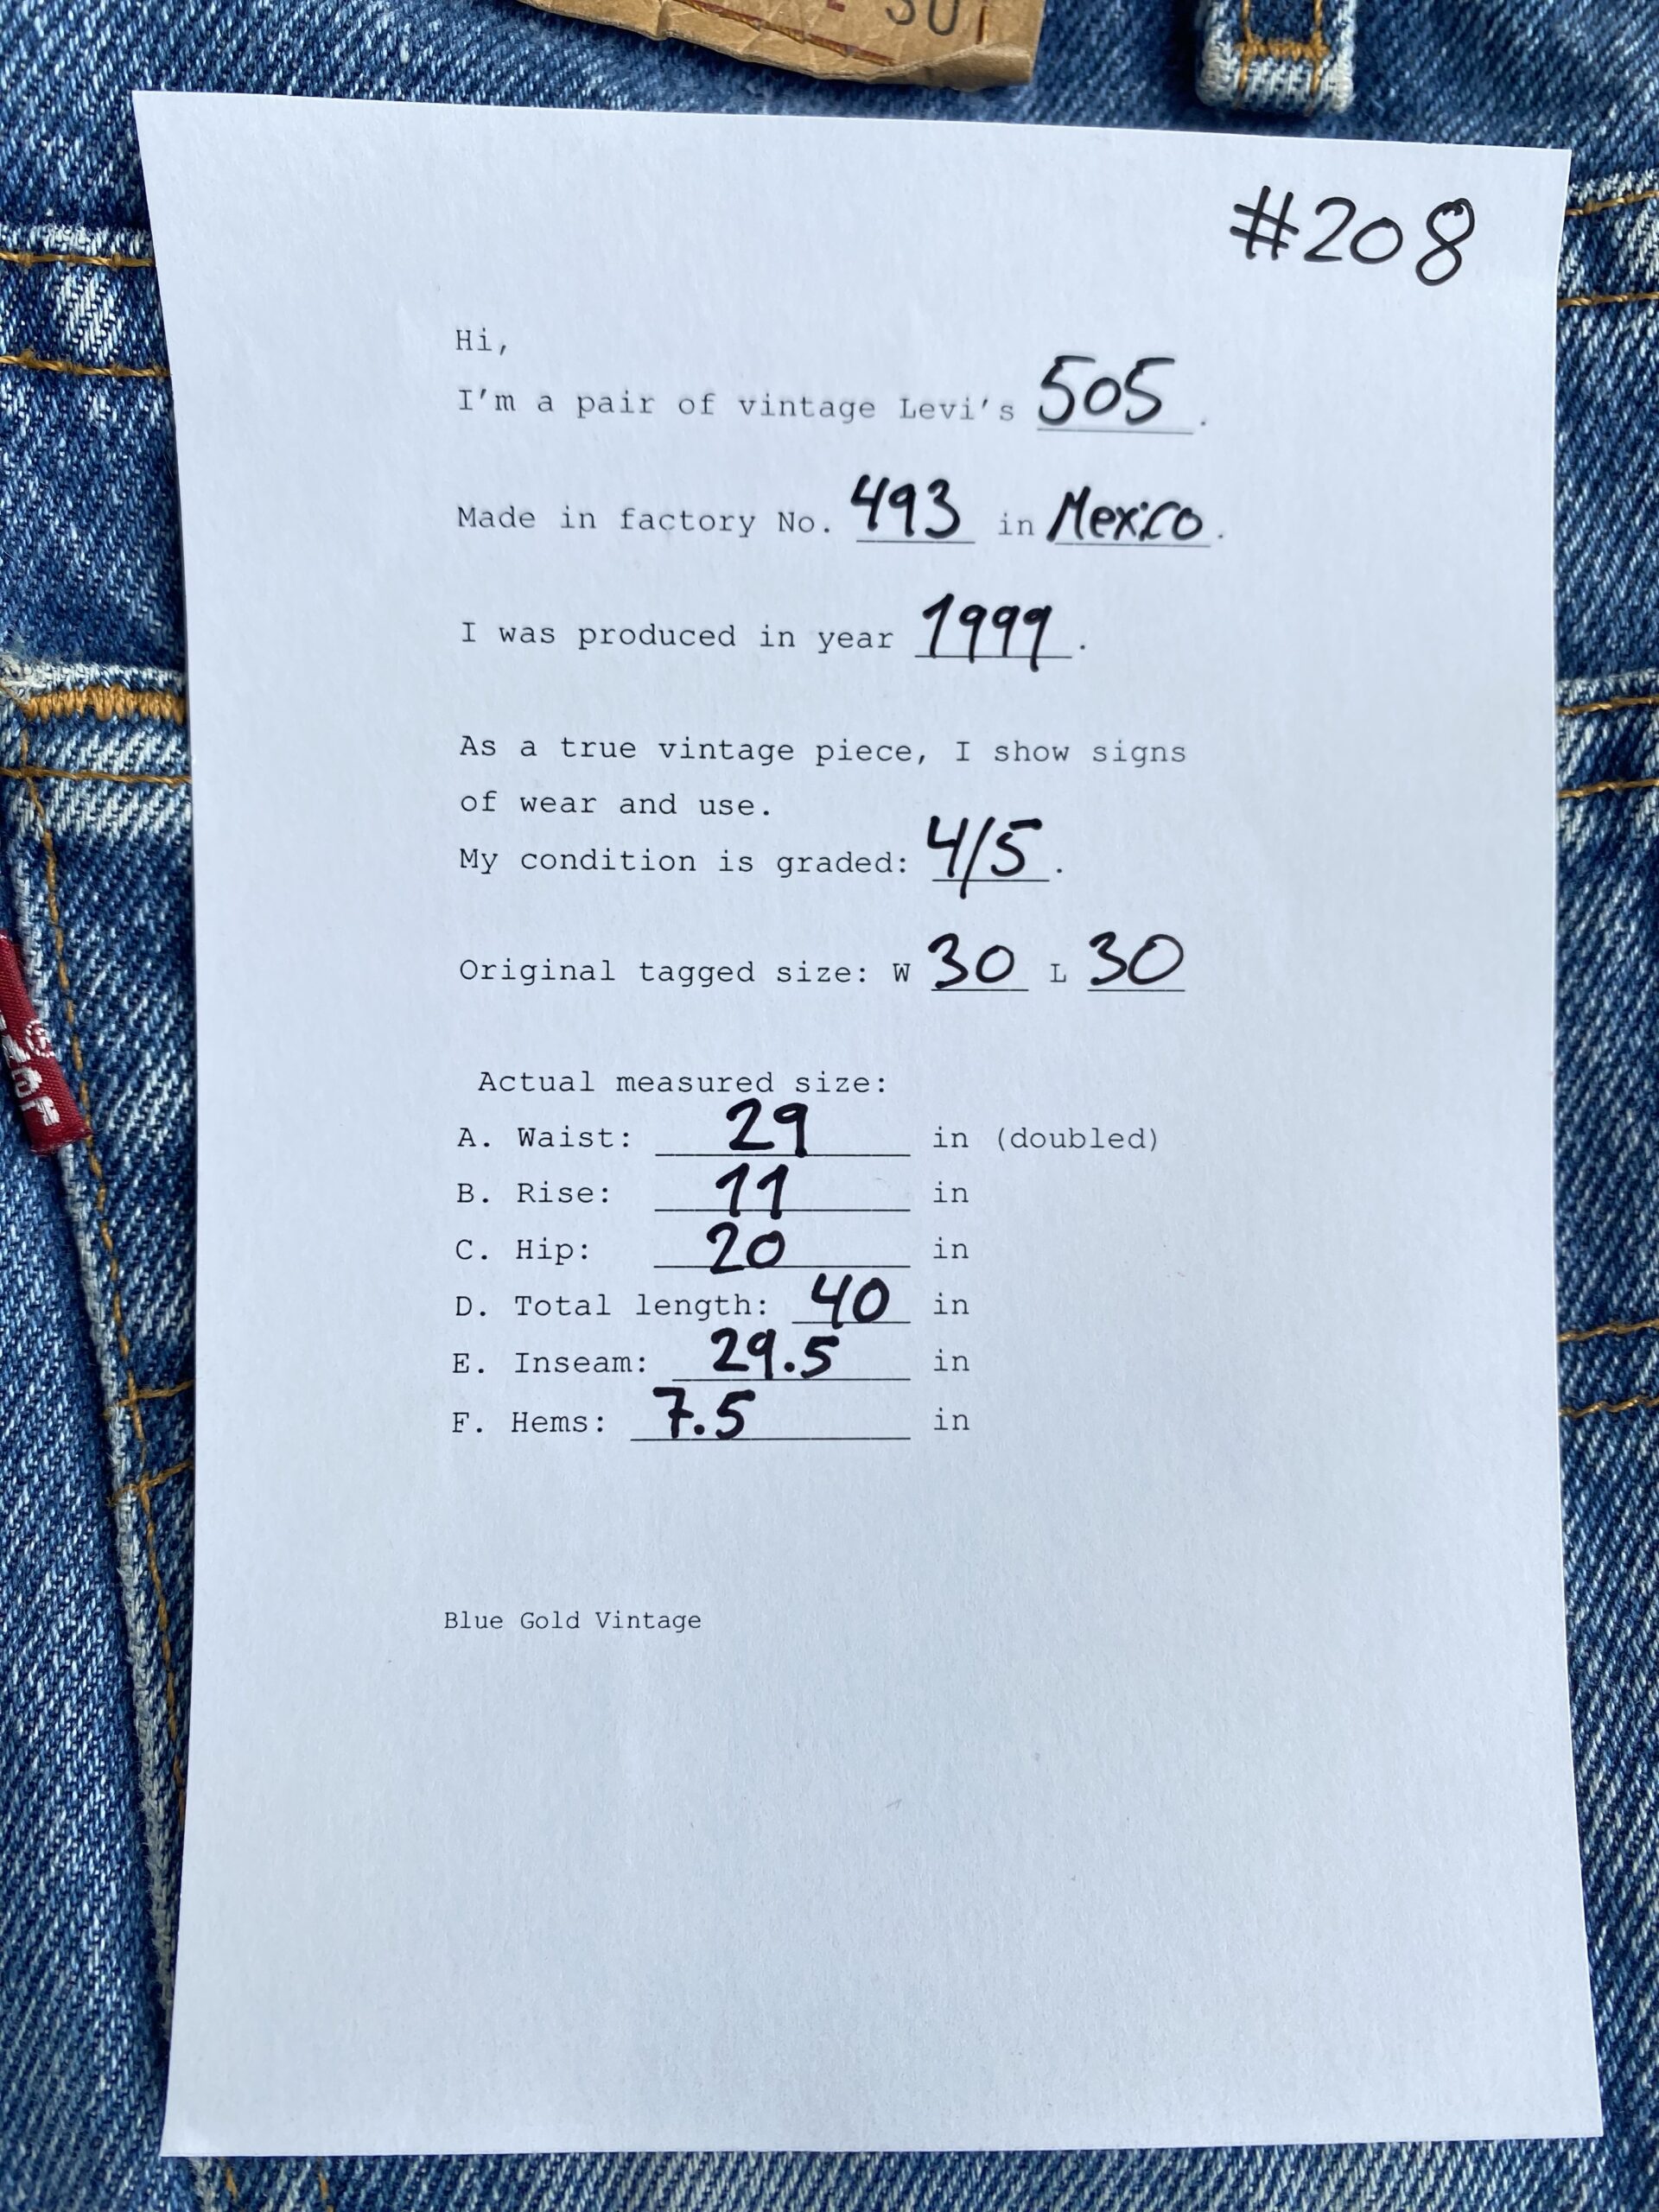 30
#208
Hi,
I'm a pair of vintage Levi's 505.
Made in factory No. 493 in Mexico.
I was produced in year 1999.
As a true vintage piece, I show signs
of wear and use.
My condition is graded: 4/5.
Original tagged size: W 30 L 30
Actual measured size:
A. Waist: 29 in (doubled)
B. Rise: 11 in
C. Hip: 20 in
D. Total length: 40 in
E. Inseam: 29.5 in
F. Hems: 7.5 in
Blue Gold Vintage